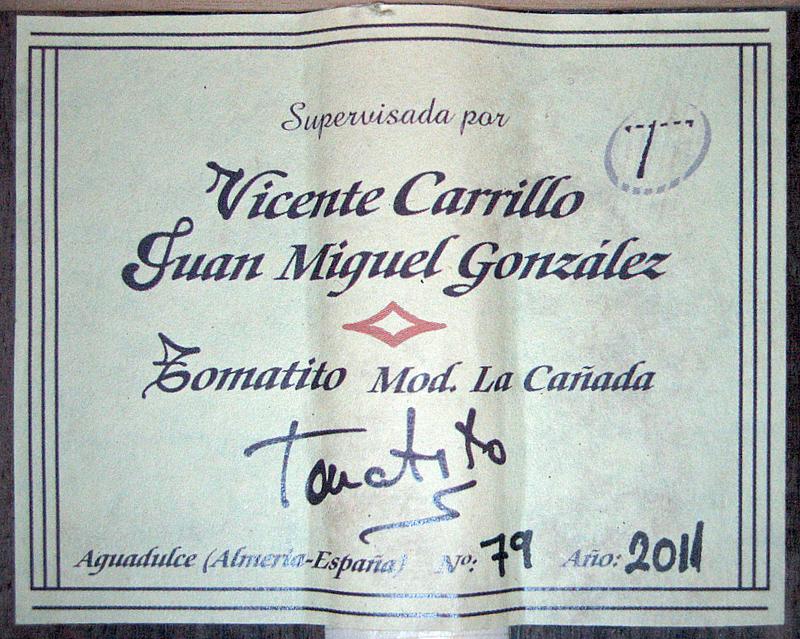 Supervisada por
T
Vicente Carrillo
Juan Miguel González
Tomatito Mod. La Cañada
Tomatito
Aguadulce (Almería-España) Nº: 79 Año: 2011